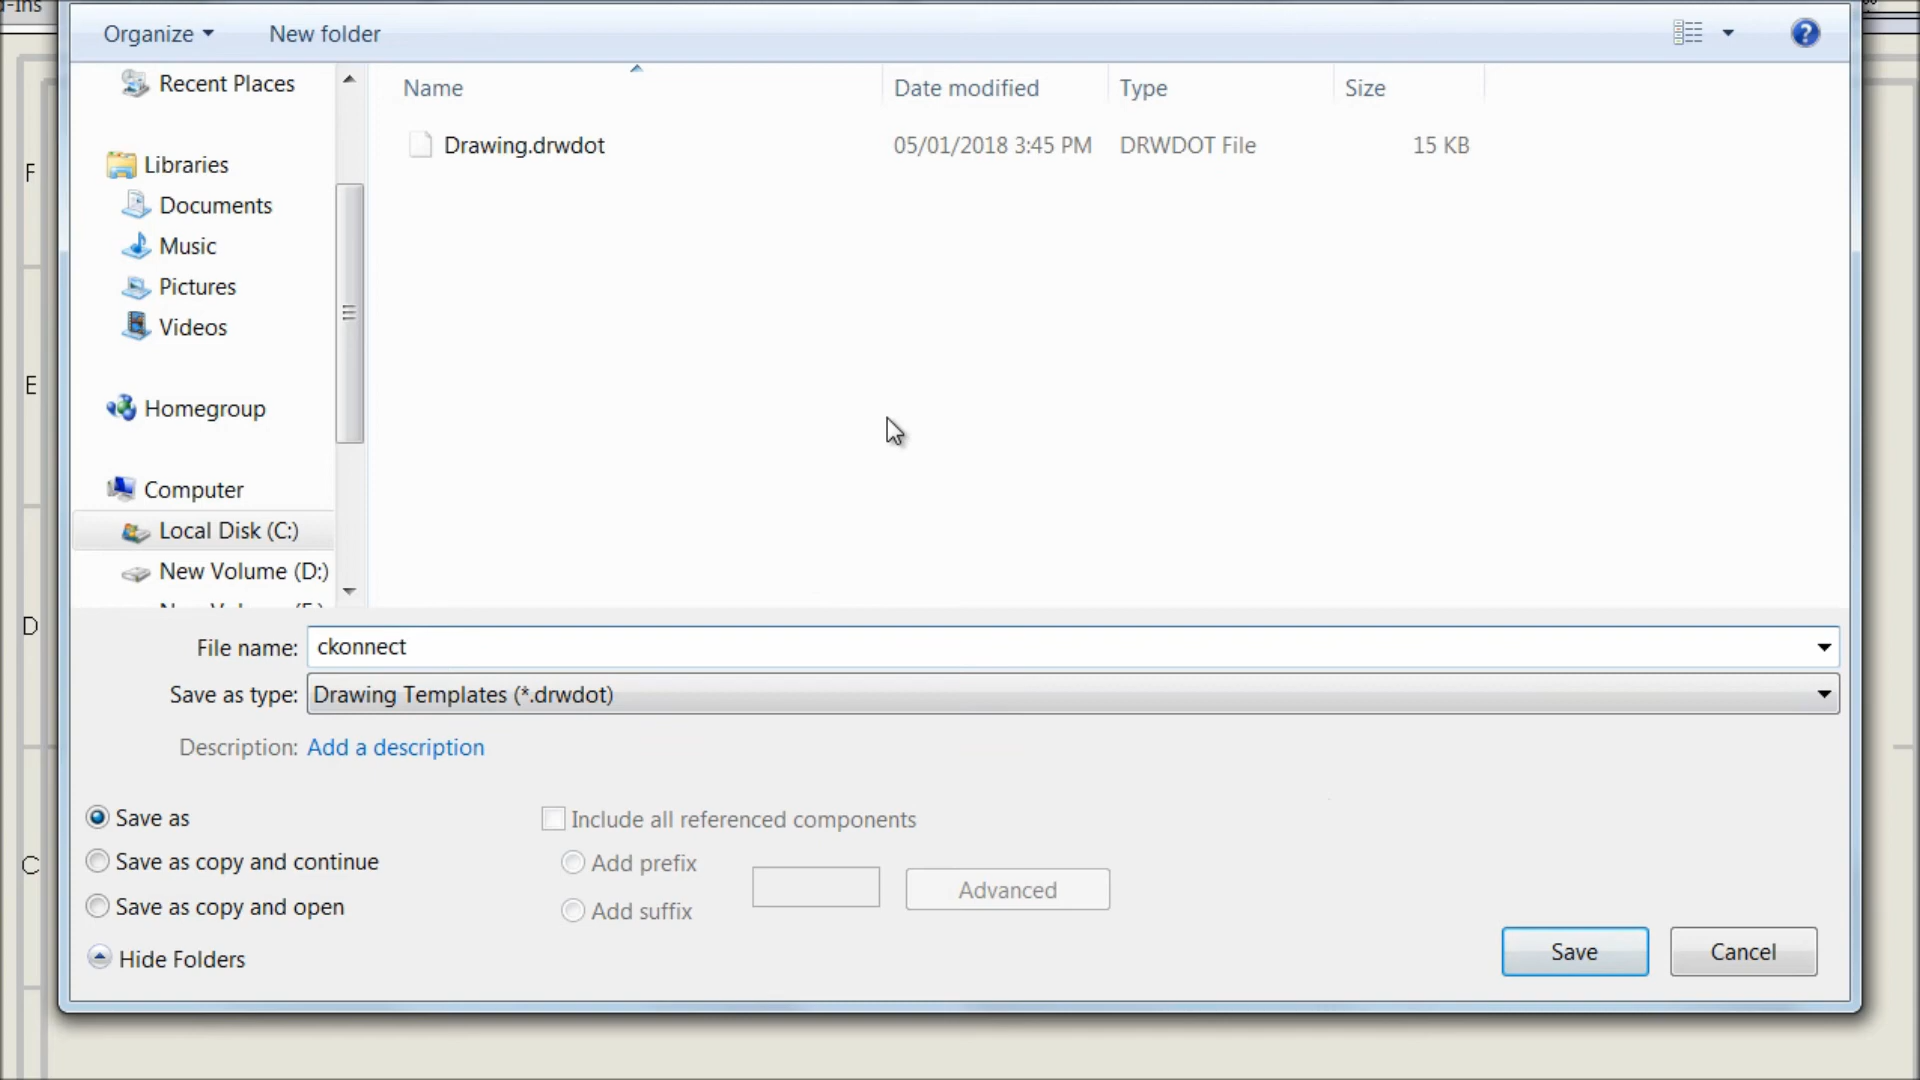 Organize New folder
Name Date modified Type Size
Drawing.drwdot 05/01/2018 3:45 PM DRWDOT File 15 KB
Recent Places
Libraries
Documents
Music
Pictures
Videos
Homegroup
Computer
Local Disk (C:)
New Volume (D:)
File name: ckonnect
Save as type: Drawing Templates (*.drwdot)
Description: Add a description
Save as
Save as copy and continue
Save as copy and open
Include all referenced components
Add prefix
Add suffix
Advanced
Hide Folders
Save Cancel
F
E
D
C